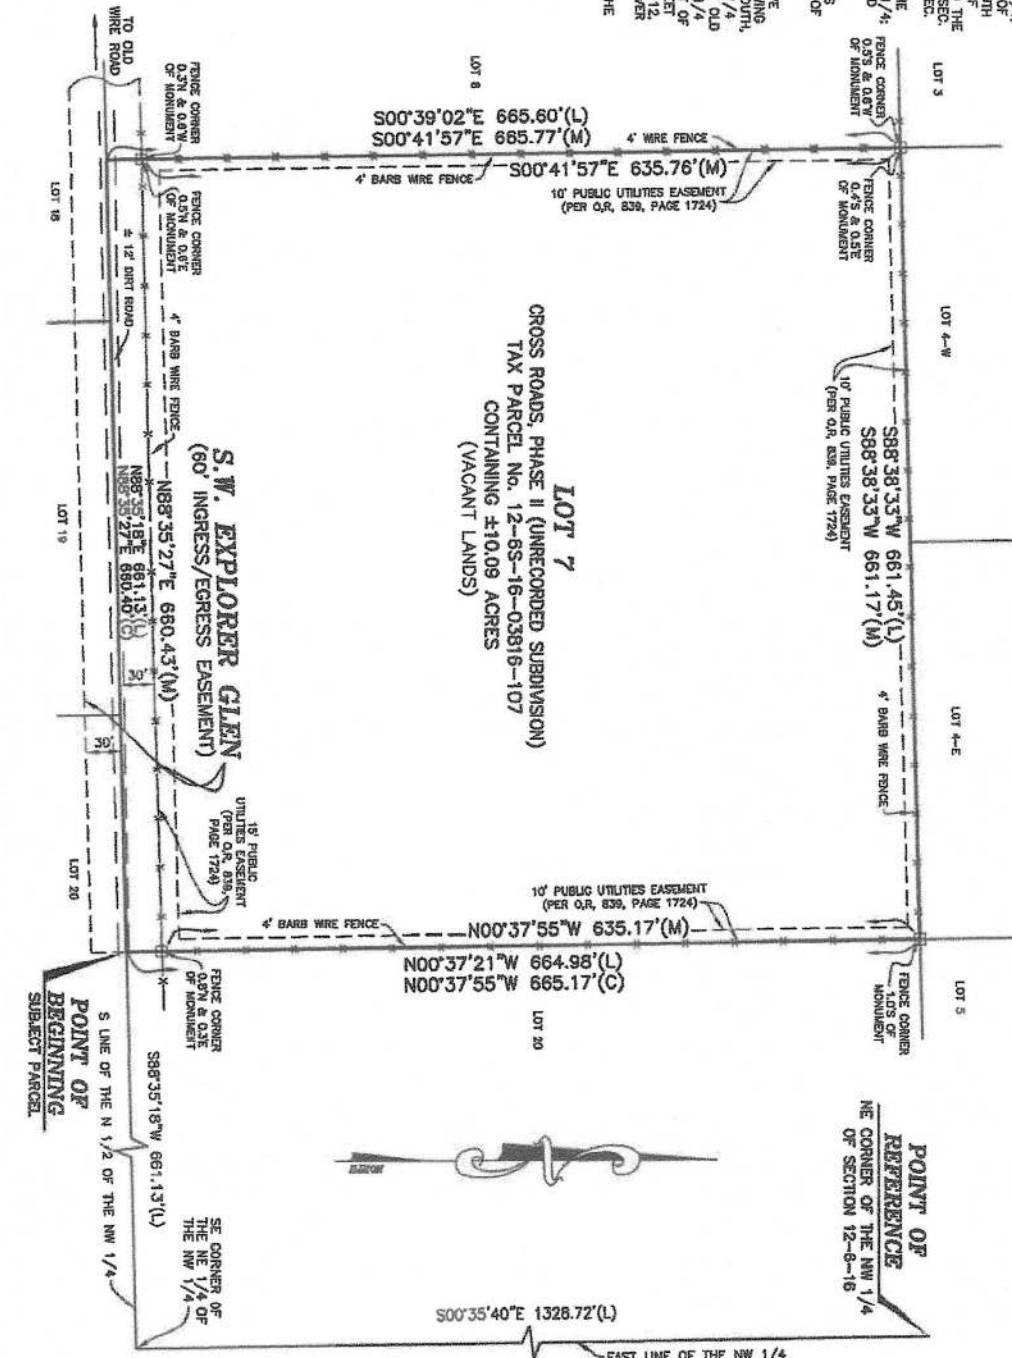 LOT 3
LOT 4-W
LOT 4-E
LOT 5
FENCE CORNER
0.5'S & 0.8'W
OF MONUMENT
FENCE CORNER
0.4'S & 0.5'E
OF MONUMENT
10' PUBLIC UTILITIES EASEMENT
(PER O.R. 839, PAGE 1724)
S88°38'33"W 661.45'(L)
S88°38'33"W 661.17'(M)
4' BARB WIRE FENCE
FENCE CORNER
1.0'S OF
MONUMENT
POINT OF
REFERENCE
NE CORNER OF THE NW 1/4
OF SECTION 12-6-16
LOT 8
S00°39'02"E 665.60'(L)
S00°41'57"E 665.77'(M)
4' WIRE FENCE
4' BARB WIRE FENCE
S00°41'57"E 635.76'(M)
10' PUBLIC UTILITIES EASEMENT
(PER O.R. 839, PAGE 1724)
LOT 7
CROSS ROADS, PHASE II (UNRECORDED SUBDIVISION)
TAX PARCEL No. 12-6S-16-03816-107
CONTAINING ±10.09 ACRES
(VACANT LANDS)
10' PUBLIC UTILITIES EASEMENT
(PER O.R. 839, PAGE 1724)
4' BARB WIRE FENCE
N00°37'55"W 635.17'(M)
N00°37'21"W 664.98'(L)
N00°37'55"W 665.17'(C)
LOT 20
S00°35'40"E 1328.72'(L)
EAST LINE OF THE NW 1/4
TO OLD
WIRE ROAD
FENCE CORNER
0.3'N & 0.6'W
OF MONUMENT
FENCE CORNER
0.5'N & 0.6'E
OF MONUMENT
± 12' DIRT ROAD
4' BARB WIRE FENCE
S.W. EXPLORER GLEN
(60' INGRESS/EGRESS EASEMENT)
N88°35'27"E 660.43'(M)
N88°35'18"E 661.13'(L)
N88°35'27"E 660.40'(C)
30'
30'
15' PUBLIC
UTILITIES EASEMENT
(PER O.R. 839,
PAGE 1724)
FENCE CORNER
0.8'N & 0.3'E
OF MONUMENT
LOT 18
LOT 19
LOT 20
POINT OF
BEGINNING
SUBJECT PARCEL
S88°35'18"W 661.13'(L)
S LINE OF THE N 1/2 OF THE NW 1/4
SE CORNER OF
THE NE 1/4 OF
THE NW 1/4